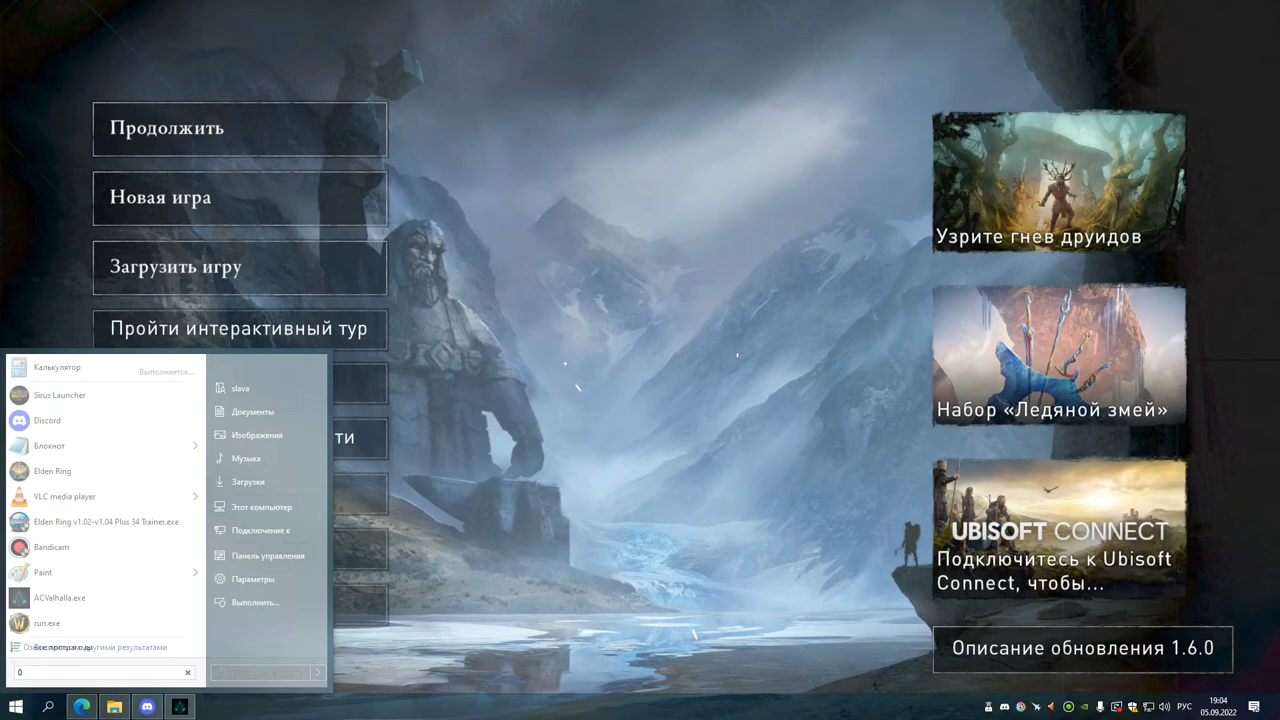 Продолжить
Новая игра
Загрузить игру
Пройти интерактивный тур
ти
Узрите гнев друидов
Набор «Ледяной змей»
UBISOFT CONNECT
Подключитесь к Ubisoft
Connect, чтобы...
Описание обновления 1.6.0
Калькулятор
Выполняется...
Sirus Launcher
Discord
Блокнот
Elden Ring
VLC media player
Elden Ring v1.02-v1.04 Plus 34 Trainer.exe
Bandicam
Paint
ACValhalla.exe
run.exe
другими результатами
0
slava
Документы
Изображения
Музыка
Загрузки
Этот компьютер
Подключение к
Панель управления
Параметры
Выполнить...
РУС
19:04
05.09.2022